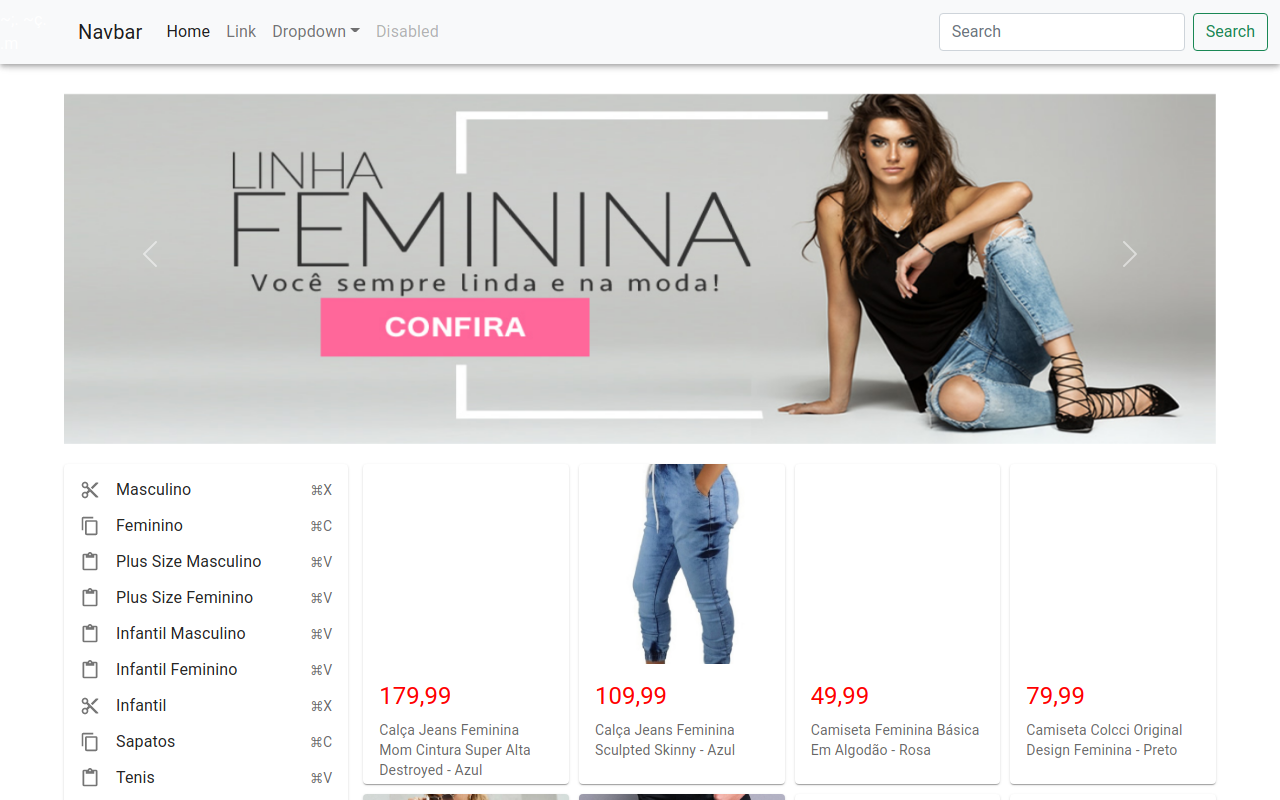 Navbar Home Link Dropdown Disabled Search Search
LINHA
FEMININA
Você sempre linda e na moda!
CONFIRA
Masculino ⌘X
Feminino ⌘C
Plus Size Masculino ⌘V
Plus Size Feminino ⌘V
Infantil Masculino ⌘V
Infantil Feminino ⌘V
Infantil ⌘X
Sapatos ⌘C
Tenis ⌘V
179,99
Calça Jeans Feminina
Mom Cintura Super Alta
Destroyed - Azul
109,99
Calça Jeans Feminina
Sculpted Skinny - Azul
49,99
Camiseta Feminina Básica
Em Algodão - Rosa
79,99
Camiseta Colcci Original
Design Feminina - Preto